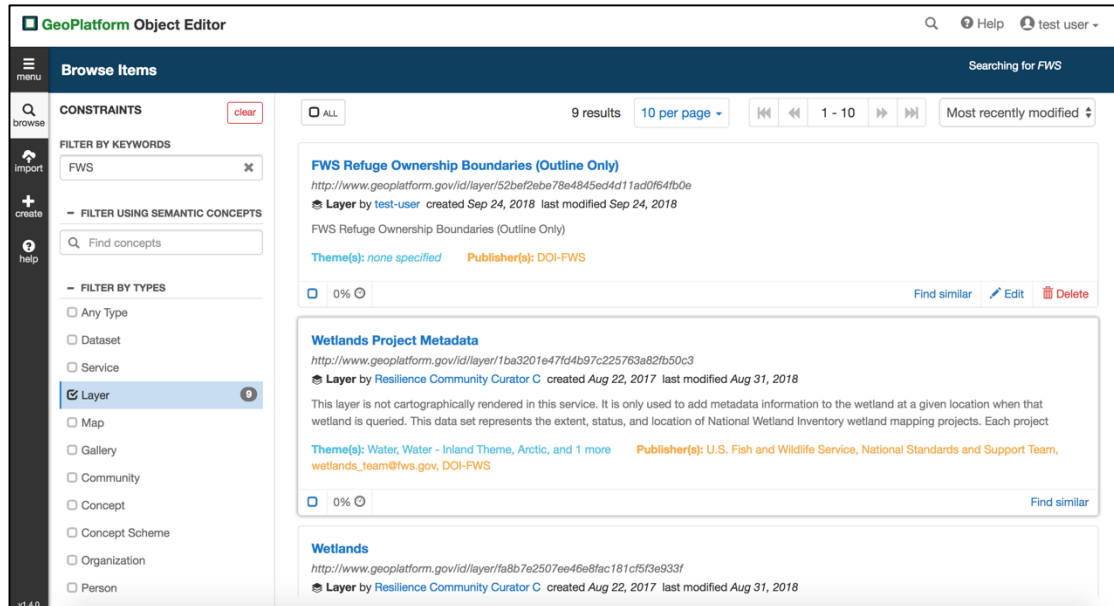 GeoPlatform Object Editor
Help
test user
menu
Browse Items
Searching for FWS
browse
import
create
help
v1.4.0
CONSTRAINTS
clear
FILTER BY KEYWORDS
FWS
FILTER USING SEMANTIC CONCEPTS
Find concepts
FILTER BY TYPES
Any Type
Dataset
Service
Layer 9
Map
Gallery
Community
Concept
Concept Scheme
Organization
Person
ALL
9 results
10 per page
1 - 10
Most recently modified
FWS Refuge Ownership Boundaries (Outline Only)
http://www.geoplatform.gov/id/layer/52bef2ebe78e4845ed4d11ad0f64fb0e
Layer by test-user created Sep 24, 2018 last modified Sep 24, 2018
FWS Refuge Ownership Boundaries (Outline Only)
Theme(s): none specified Publisher(s): DOI-FWS
0%
Find similar Edit Delete
Wetlands Project Metadata
http://www.geoplatform.gov/id/layer/1ba3201e47fd4b97c225763a82fb50c3
Layer by Resilience Community Curator C created Aug 22, 2017 last modified Aug 31, 2018
This layer is not cartographically rendered in this service. It is only used to add metadata information to the wetland at a given location when that
wetland is queried. This data set represents the extent, status, and location of National Wetland Inventory wetland mapping projects. Each project
Theme(s): Water, Water - Inland Theme, Arctic, and 1 more Publisher(s): U.S. Fish and Wildlife Service, National Standards and Support Team,
wetlands_team@fws.gov, DOI-FWS
0%
Find similar
Wetlands
http://www.geoplatform.gov/id/layer/fa8b7e2507ee46e8fac181cf5f3e933f
Layer by Resilience Community Curator C created Aug 22, 2017 last modified Aug 31, 2018